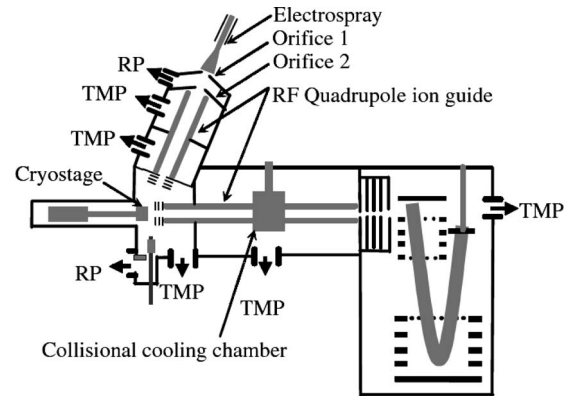 Electrospray
Orifice 1
Orifice 2
RF Quadrupole ion guide
RP
TMP
TMP
Cryostage
TMP
RP
TMP
TMP
Collisional cooling chamber